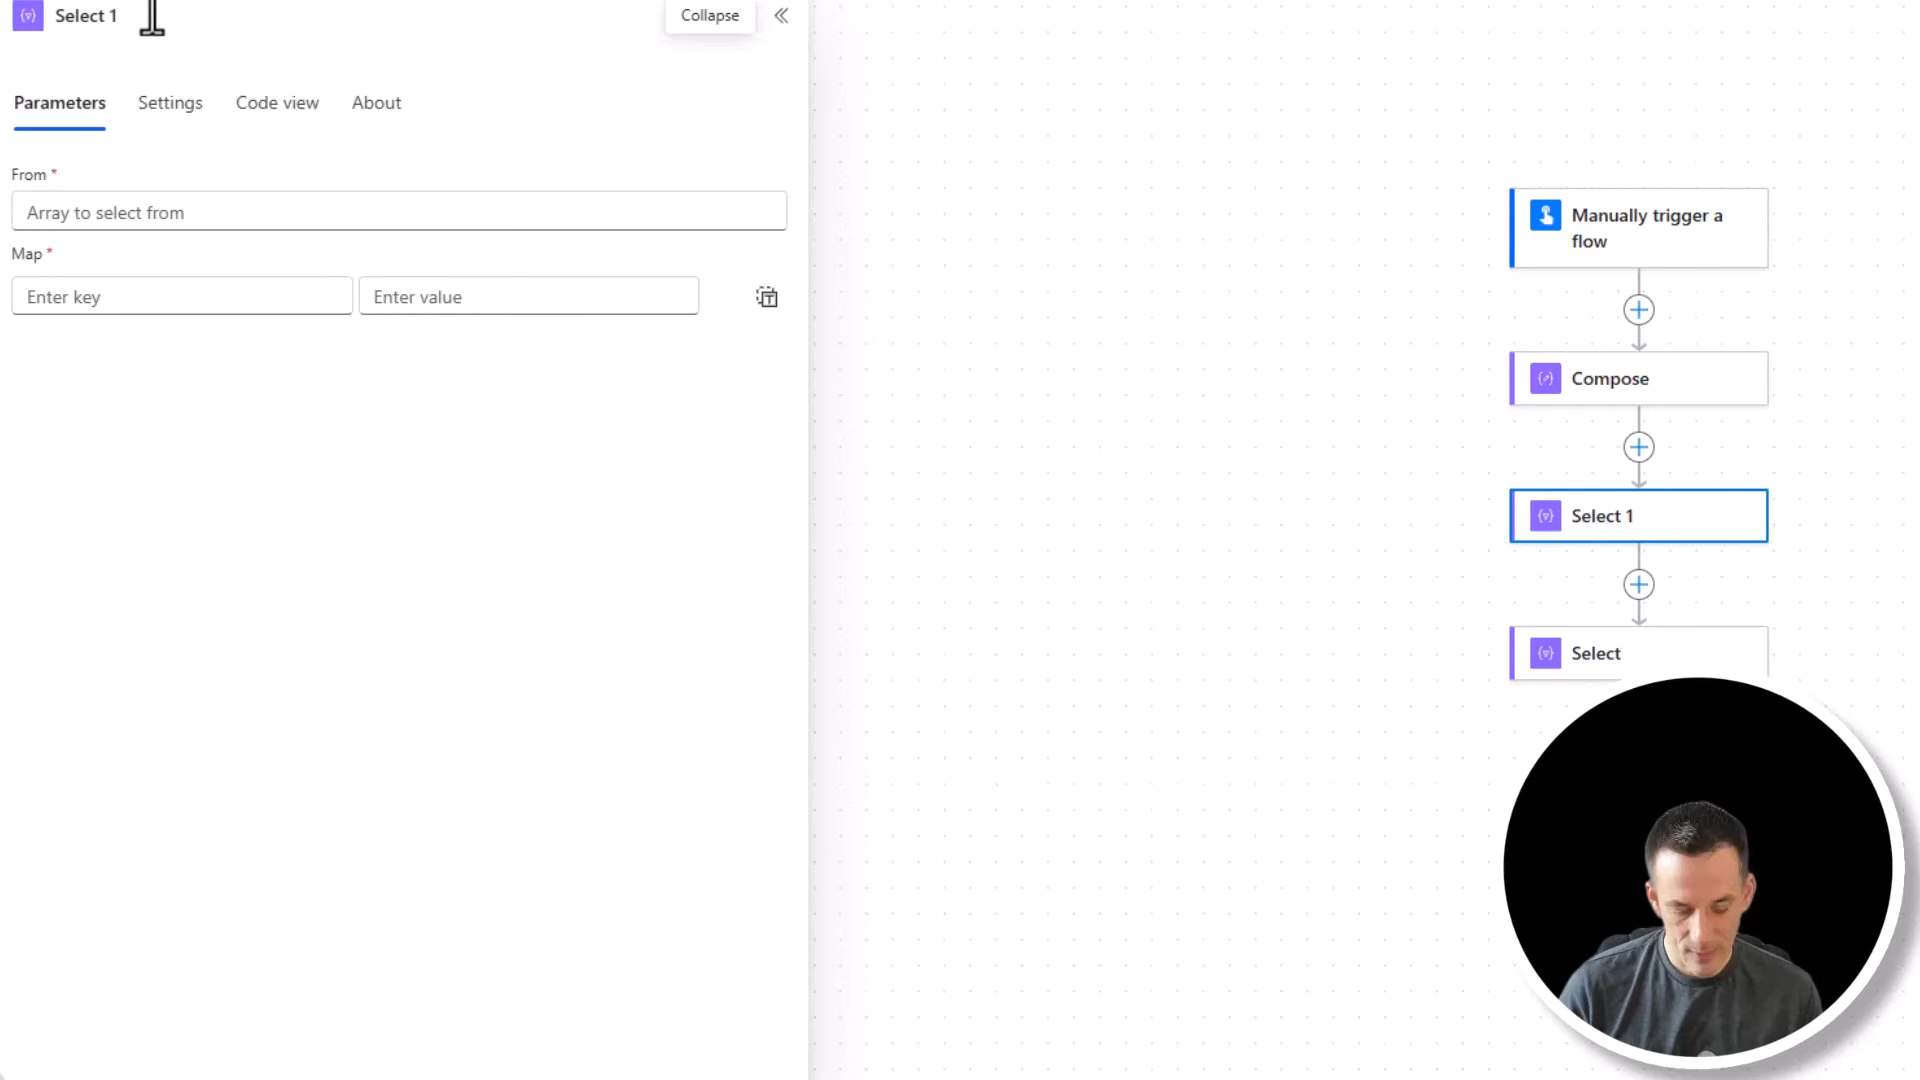 Select 1
Collapse
Parameters
Settings
Code view
About
From *
Array to select from
Map *
Enter key
Enter value
Manually trigger a
flow
Compose
Select 1
Select